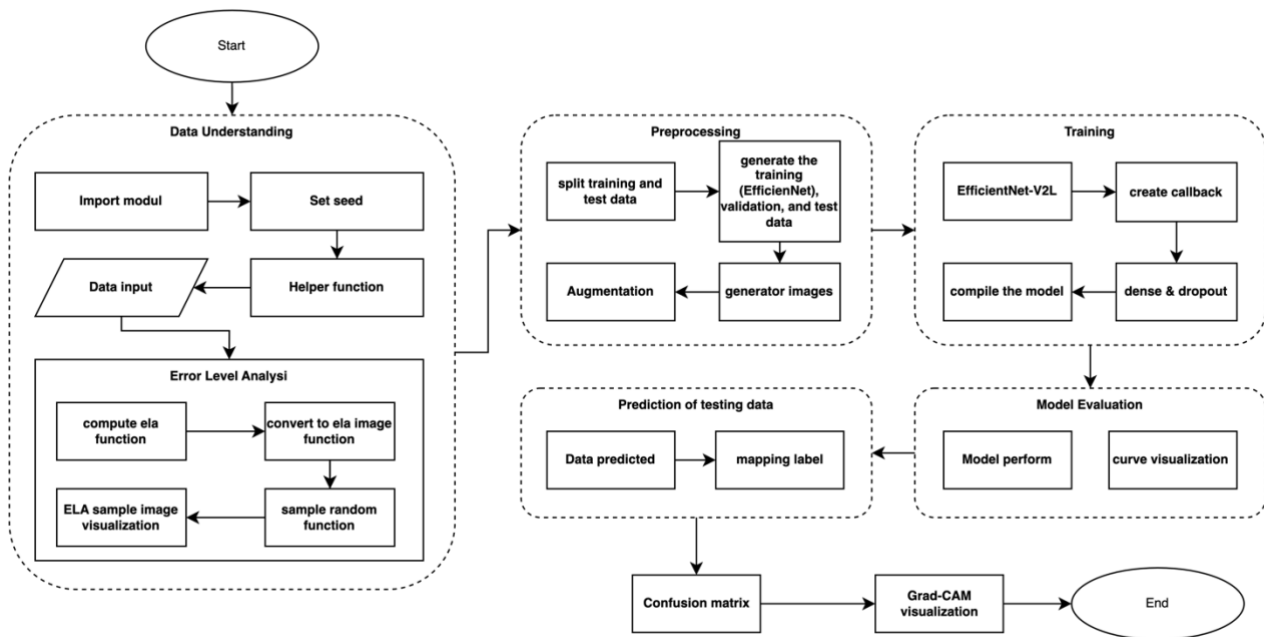 Start
Data Understanding
Import modul
Set seed
Data input
Helper function
Error Level Analysi
compute ela
function
convert to ela image
function
ELA sample image
visualization
sample random
function
Preprocessing
split training and
test data
generate the
training
(EfficienNet),
validation, and test
data
Augmentation
generator images
Training
EfficientNet-V2L
create callback
compile the model
dense & dropout
Prediction of testing data
Data predicted
mapping label
Model Evaluation
Model perform
curve visualization
Confusion matrix
Grad-CAM
visualization
End